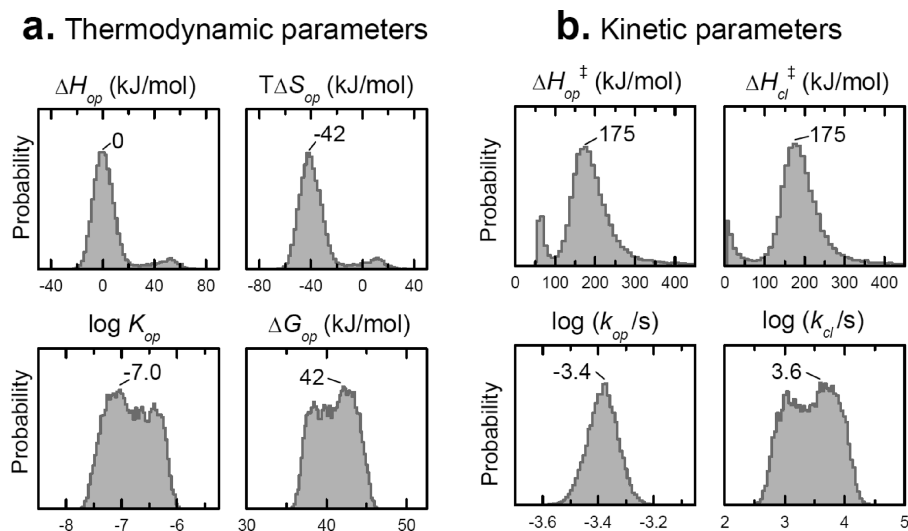 a. Thermodynamic parameters
b. Kinetic parameters
ΔHop (kJ/mol)
TΔSop (kJ/mol)
ΔHop‡ (kJ/mol)
ΔHcl‡ (kJ/mol)
0
-42
175
175
Probability
Probability
-40 0 40 80
-80 -40 0 40
0 100 200 300 400
0 100 200 300 400
log Kop
ΔGop (kJ/mol)
log (kop/s)
log (kcl/s)
-7.0
42
-3.4
3.6
Probability
Probability
-8 -7 -6
30 40 50
-3.6 -3.4 -3.2
2 3 4 5